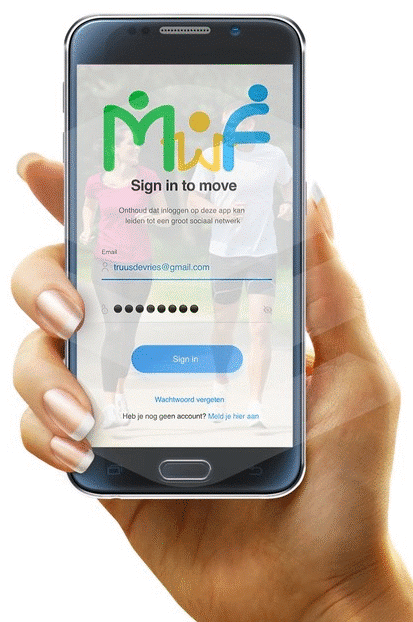 MwF
Sign in to move
Onthoud dat inloggen op deze app kan
leiden tot een groot sociaal netwerk
Email
truusdevries@gmail.com
Sign in
Wachtwoord vergeten
Heb je nog geen account? Meld je hier aan